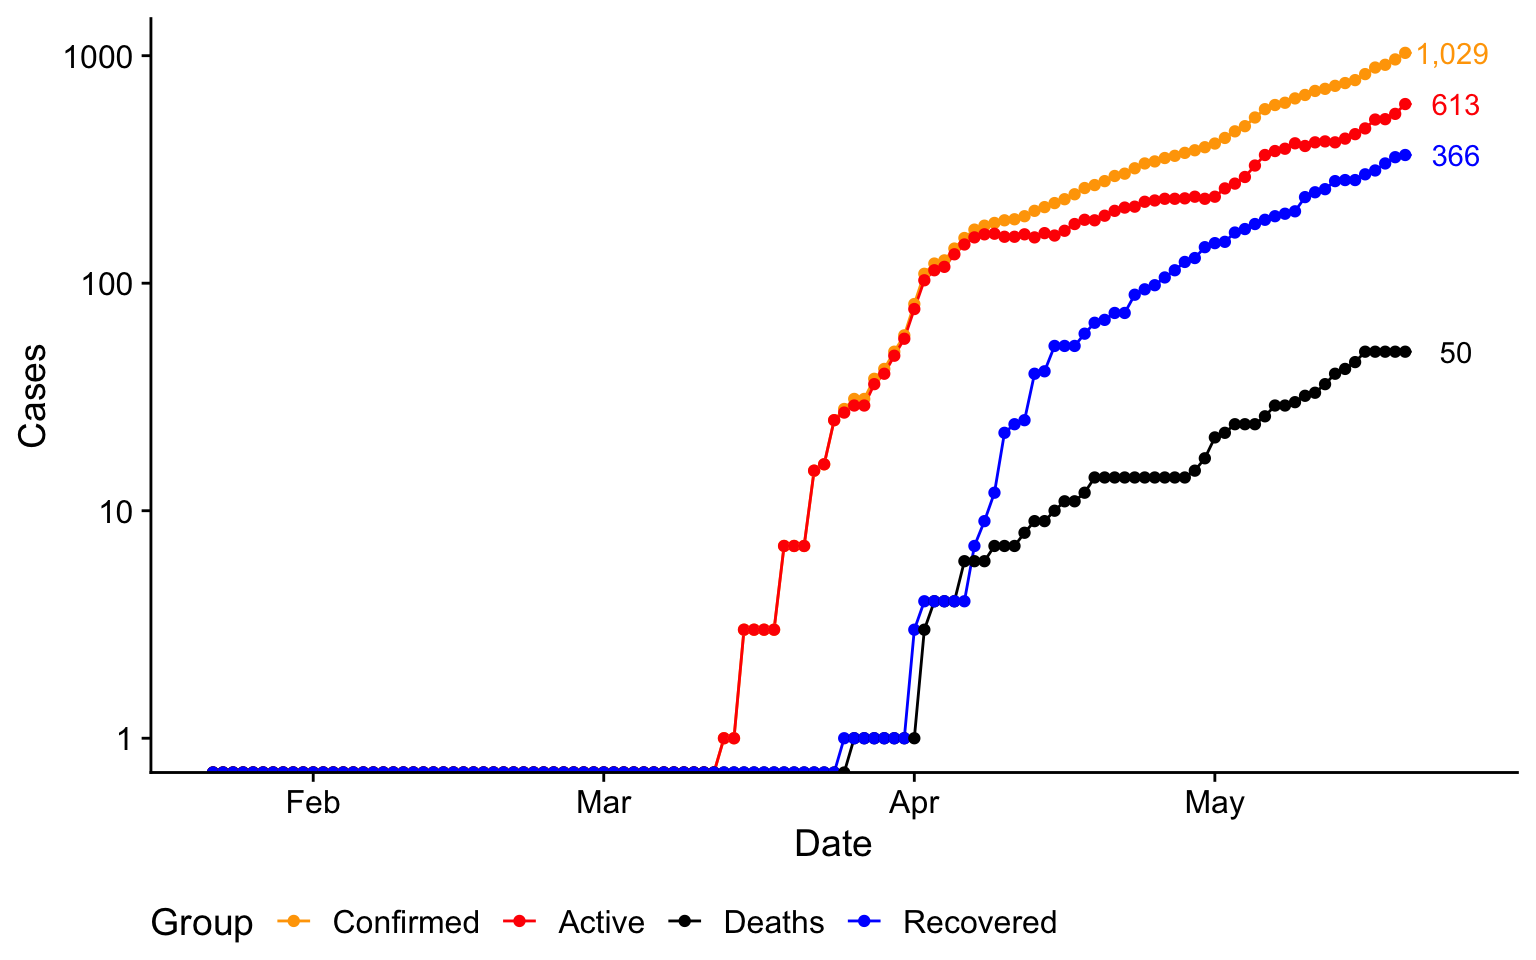 1000
100
10
1
Cases
1,029
613
366
50
Feb Mar Apr May
Date
Group Confirmed Active Deaths Recovered